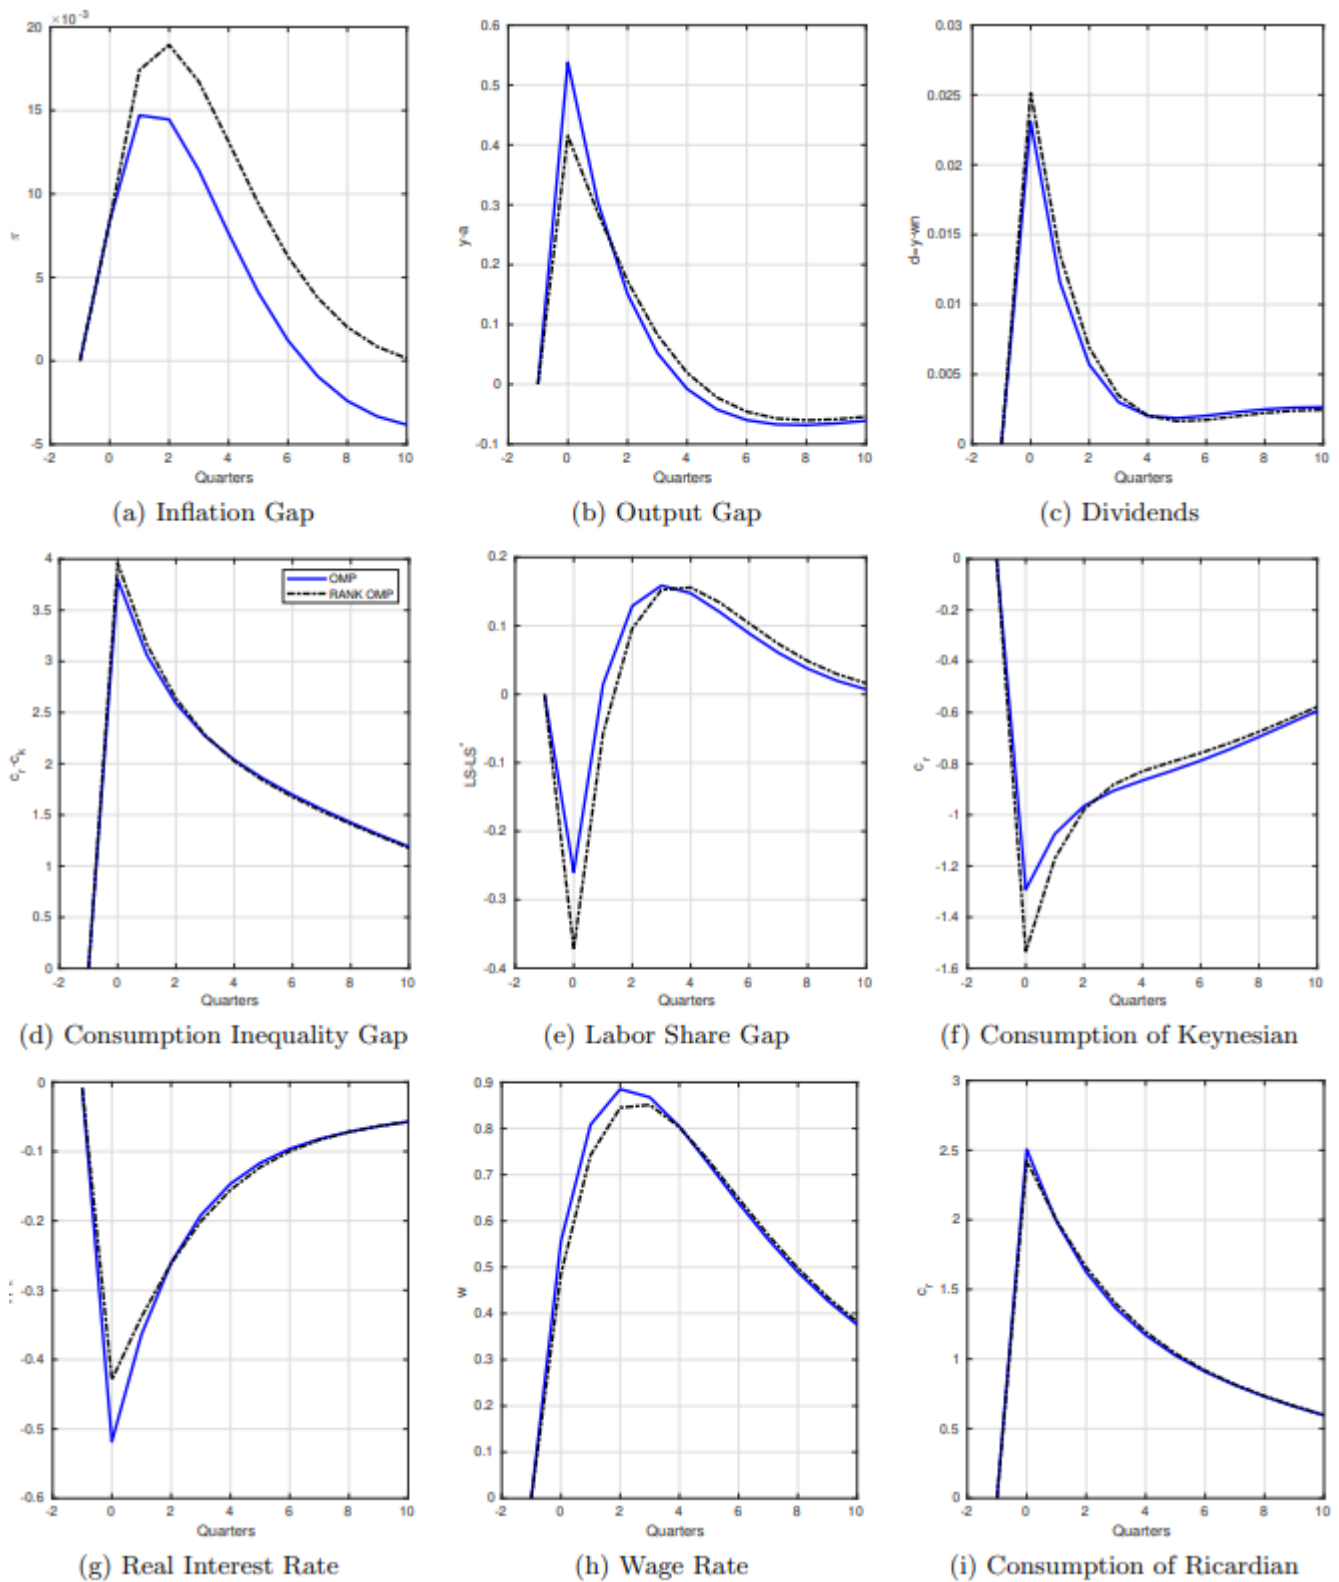 ×10⁻³
20
15
10
5
0
-5
π
-2 0 2 4 6 8 10
Quarters
(a) Inflation Gap
0.6
0.5
0.4
0.3
0.2
0.1
0
-0.1
y-a
-2 0 2 4 6 8 10
Quarters
(b) Output Gap
0.03
0.025
0.02
0.015
0.01
0.005
0
d=y-wn
-2 0 2 4 6 8 10
Quarters
(c) Dividends
4
3.5
3
2.5
2
1.5
1
0.5
0
c_r-c_k
OMP
RANK OMP
-2 0 2 4 6 8 10
Quarters
(d) Consumption Inequality Gap
0.2
0.1
0
-0.1
-0.2
-0.3
-0.4
LS-LS*
-2 0 2 4 6 8 10
Quarters
(e) Labor Share Gap
0
-0.2
-0.4
-0.6
-0.8
-1
-1.2
-1.4
-1.6
c_r
-2 0 2 4 6 8 10
Quarters
(f) Consumption of Keynesian
0
-0.1
-0.2
-0.3
-0.4
-0.5
-0.6
-2 0 2 4 6 8 10
Quarters
(g) Real Interest Rate
0.9
0.8
0.7
0.6
0.5
0.4
0.3
0.2
0.1
0
w
-2 0 2 4 6 8 10
Quarters
(h) Wage Rate
3
2.5
2
1.5
1
0.5
0
c_r
-2 0 2 4 6 8 10
Quarters
(i) Consumption of Ricardian